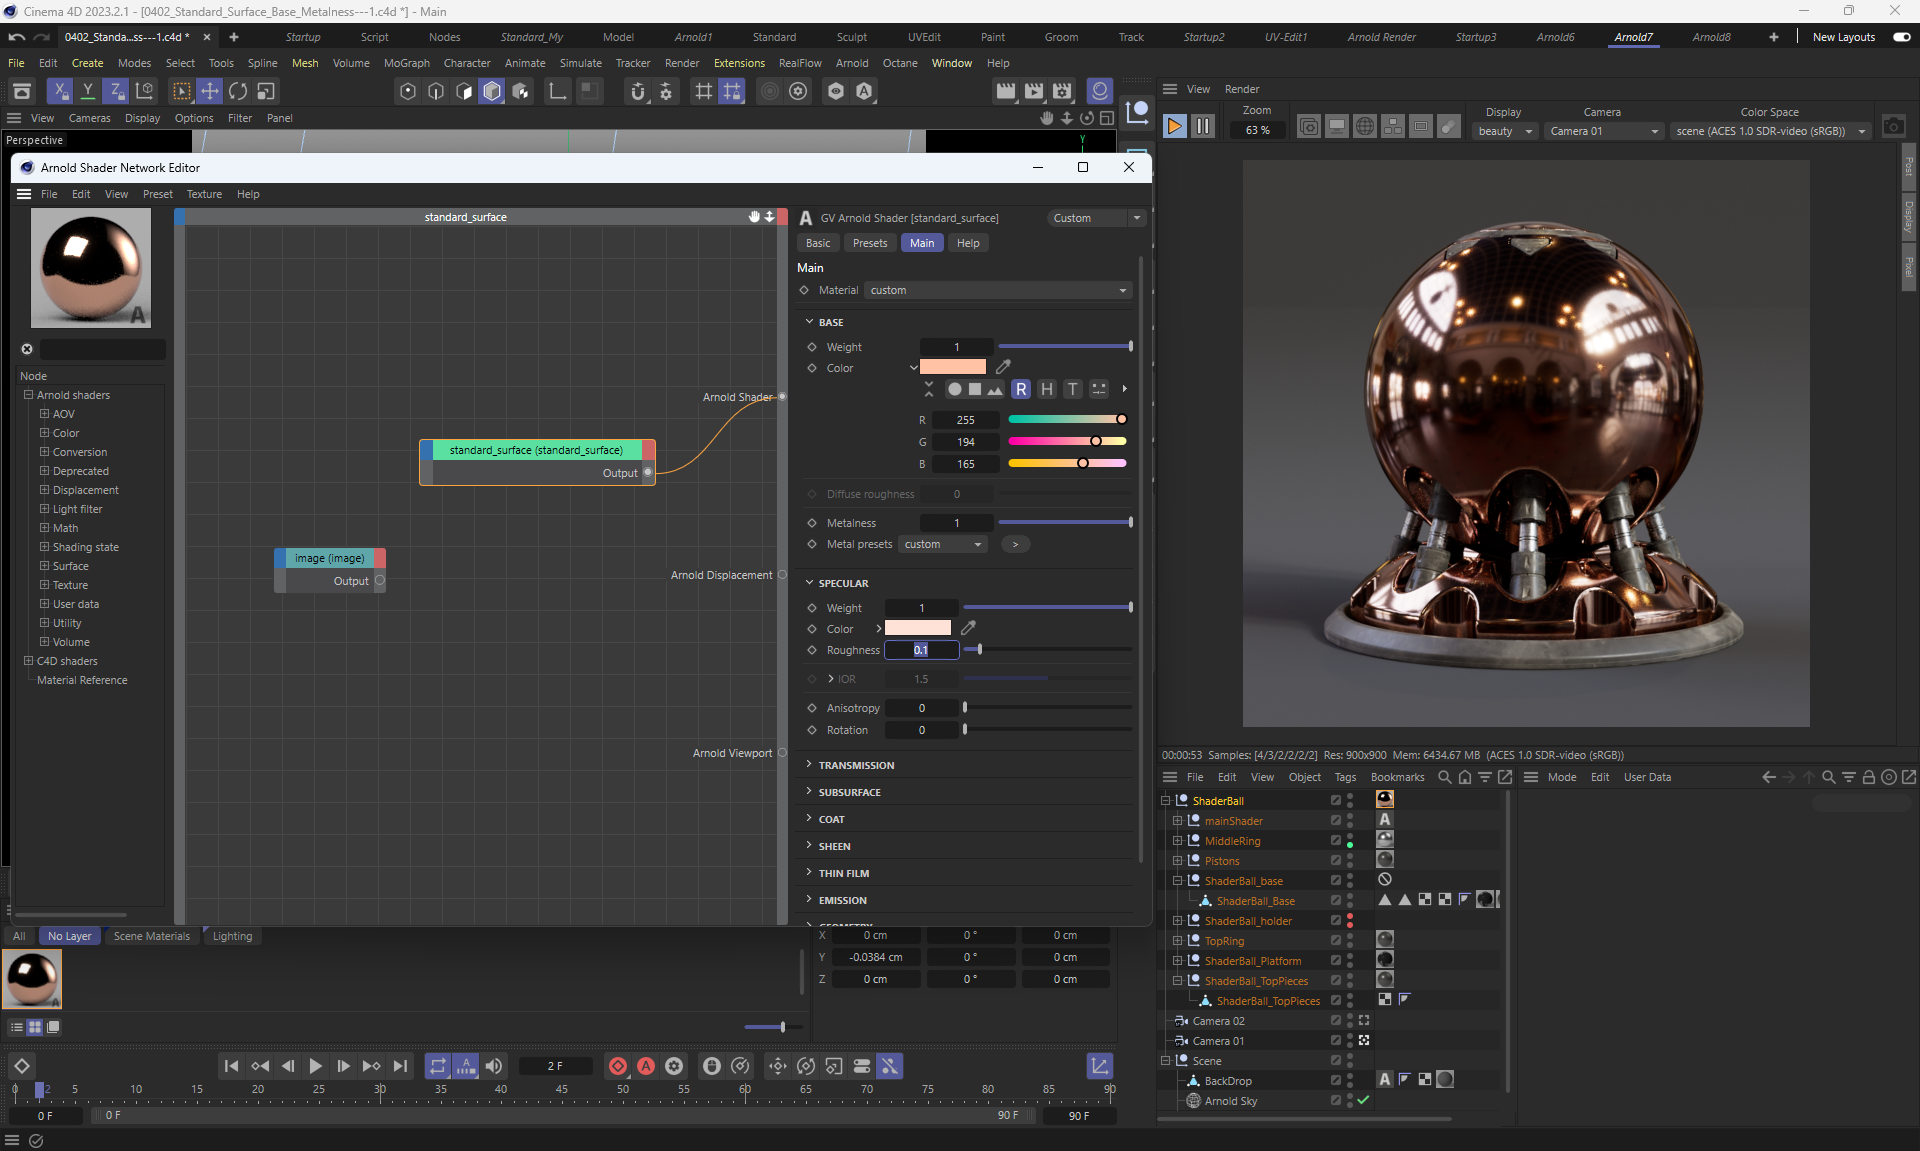 Cinema 4D 2023.2.1 - [0402_Standard_Surface_Base_Metalness---1.c4d *] - Main
0402_Standa...ss---1.c4d *
Startup Script Nodes Standard_My Model Arnold1 Standard Sculpt UVEdit Paint Groom Track Startup2 UV-Edit1 Arnold Render Startup3 Arnold6 Arnold7 Arnold8 New Layouts
File Edit Create Modes Select Tools Spline Mesh Volume MoGraph Character Animate Simulate Tracker Render Extensions RealFlow Arnold Octane Window Help
X Y Z
View Cameras Display Options Filter Panel
Perspective
Y
Arnold Shader Network Editor
File Edit View Preset Texture Help
A
Node
Arnold shaders
AOV
Color
Conversion
Deprecated
Displacement
Light filter
Math
Shading state
Surface
Texture
User data
Utility
Volume
C4D shaders
Material Reference
standard_surface
Arnold Shader
standard_surface (standard_surface)
Output
image (image)
Output
Arnold Displacement
Arnold Viewport
A GV Arnold Shader [standard_surface] Custom
Basic Presets Main Help
Main
Material custom
BASE
Weight 1
Color
R H T
R 255
G 194
B 165
Diffuse roughness 0
Metalness 1
Metal presets custom >
SPECULAR
Weight 1
Color
Roughness 0.1
IOR 1.5
Anisotropy 0
Rotation 0
TRANSMISSION
SUBSURFACE
COAT
SHEEN
THIN FILM
EMISSION
View Render
Zoom Display Camera Color Space
63 % beauty Camera 01 scene (ACES 1.0 SDR-video (sRGB))
Post
Display
Pixel
00:00:53 Samples: [4/3/2/2/2/2] Res: 900x900 Mem: 6434.67 MB (ACES 1.0 SDR-video (sRGB))
File Edit View Object Tags Bookmarks
Mode Edit User Data
ShaderBall
mainShader A
MiddleRing
Pistons
ShaderBall_base
ShaderBall_Base
ShaderBall_holder
TopRing
ShaderBall_Platform
ShaderBall_TopPieces
ShaderBall_TopPieces
Camera 02
Camera 01
Scene
BackDrop A
Arnold Sky
All No Layer Scene Materials Lighting
X 0 cm 0 ° 0 cm
Y -0.0384 cm 0 ° 0 cm
Z 0 cm 0 ° 0 cm
2 F
0 2 5 10 15 20 25 30 35 40 45 50 55 60 65 70 75 80 85 90
0 F 0 F 90 F 90 F